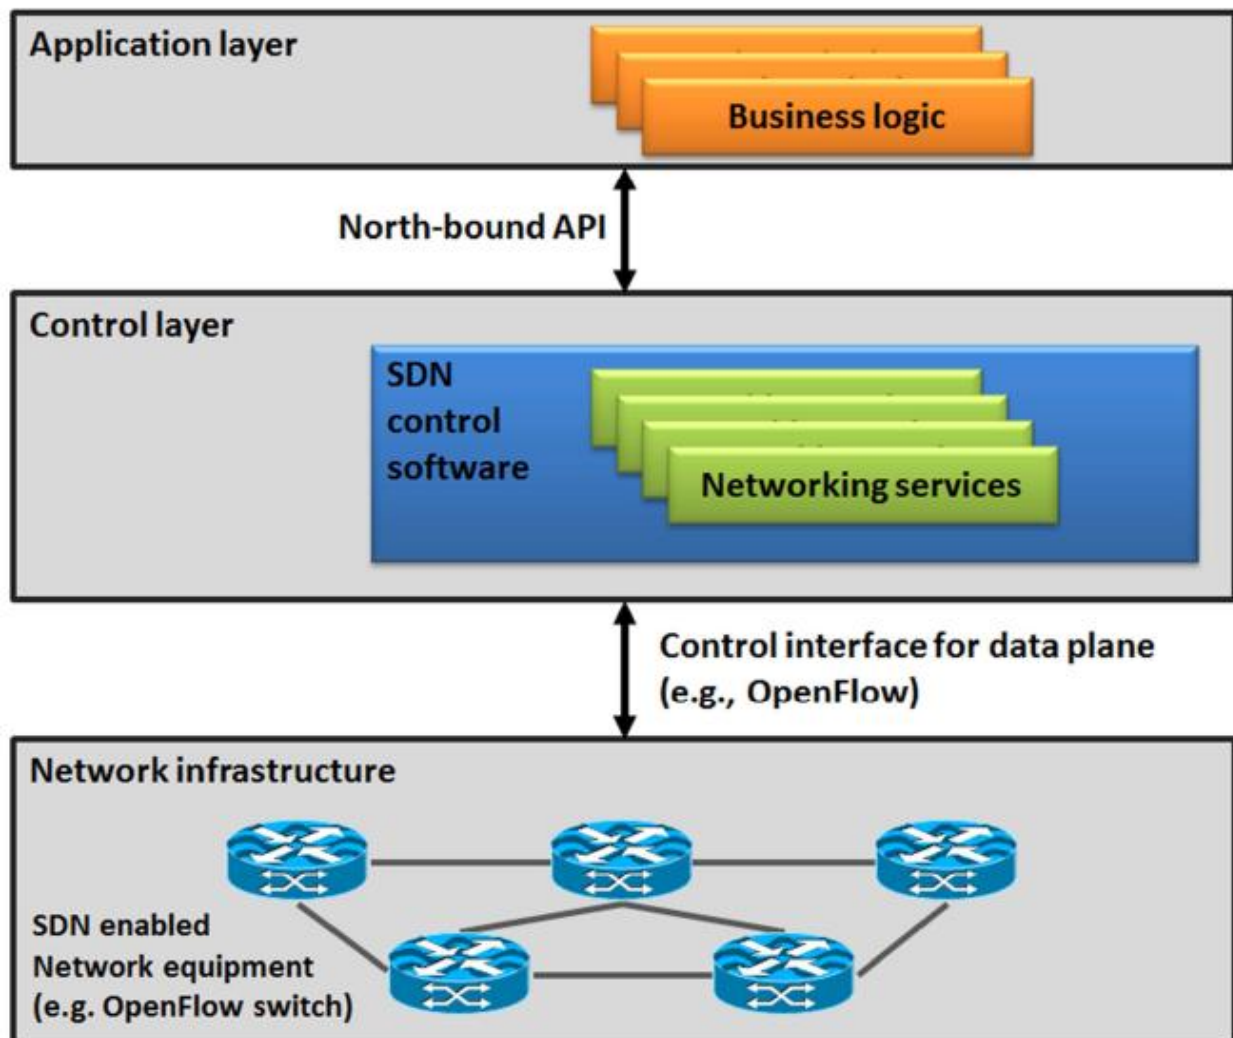 Application layer
Business logic
North-bound API
Control layer
SDN
control
software
Networking services
Control interface for data plane
(e.g., OpenFlow)
Network infrastructure
SDN enabled
Network equipment
(e.g. OpenFlow switch)